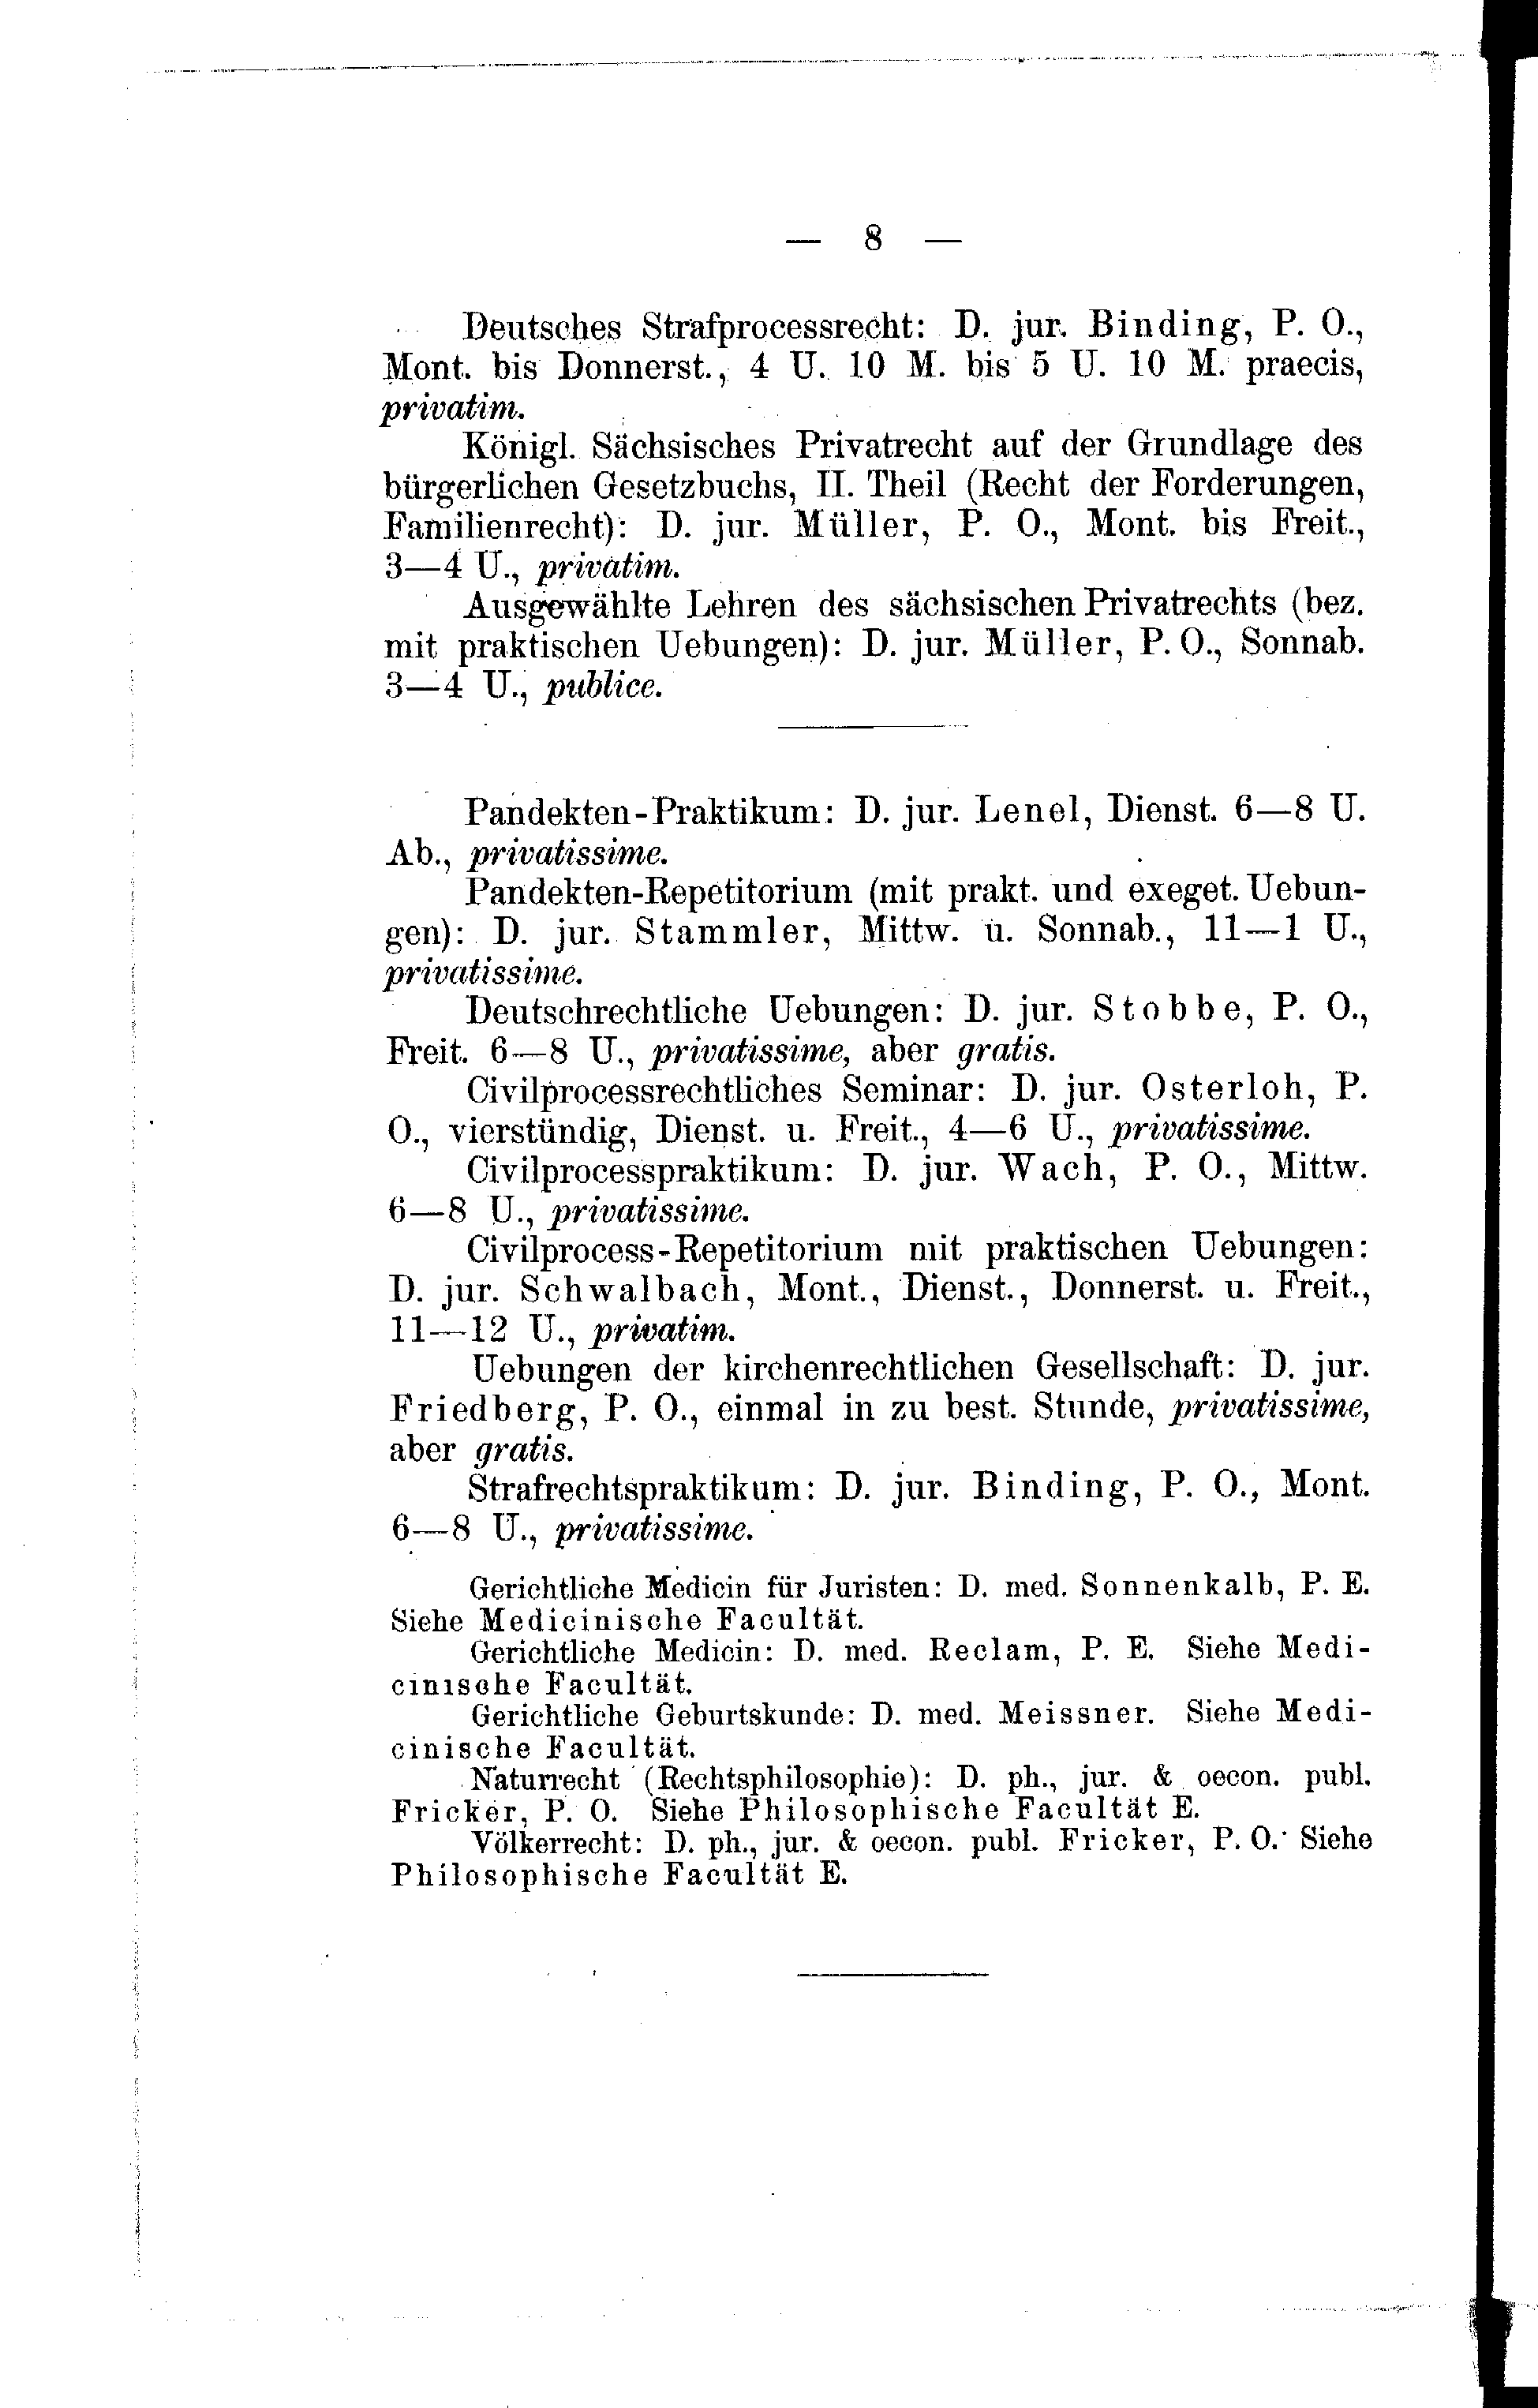 — 8 —
Deutsches Strafprocessrecht: D. jur. Binding, P. O.,
Mont. bis Donnerst., 4 U. 10 M. bis 5 U. 10 M. praecis,
privatim.
Königl. Sächsisches Privatrecht auf der Grundlage des
bürgerlichen Gesetzbuchs, II. Theil (Recht der Forderungen,
Familienrecht): D. jur. Müller, P. O., Mont. bis Freit.,
3—4 U., privatim.
Ausgewählte Lehren des sächsischen Privatrechts (bez.
mit praktischen Uebungen): D. jur. Müller, P. O., Sonnab.
3—4 U., publice.
Pandekten-Praktikum: D. jur. Lenel, Dienst. 6—8 U.
Ab., privatissime.
Pandekten-Repetitorium (mit prakt. und exeget. Uebun-
gen): D. jur. Stammler, Mittw. u. Sonnab., 11—1 U.,
privatissime.
Deutschrechtliche Uebungen: D. jur. Stobbe, P. O.,
Freit. 6—8 U., privatissime, aber gratis.
Civilprocessrechtliches Seminar: D. jur. Osterloh, P.
O., vierstündig, Dienst. u. Freit., 4—6 U., privatissime.
Civilprocesspraktikum: D. jur. Wach, P. O., Mittw.
6—8 U., privatissime.
Civilprocess-Repetitorium mit praktischen Uebungen:
D. jur. Schwalbach, Mont., Dienst., Donnerst. u. Freit.,
11—12 U., privatim.
Uebungen der kirchenrechtlichen Gesellschaft: D. jur.
Friedberg, P. O., einmal in zu best. Stunde, privatissime,
aber gratis.
Strafrechtspraktikum: D. jur. Binding, P. O., Mont.
6—8 U., privatissime.
Gerichtliche Medicin für Juristen: D. med. Sonnenkalb, P. E.
Siehe Medicinische Facultät.
Gerichtliche Medicin: D. med. Reclam, P. E. Siehe Medi-
cinische Facultät.
Gerichtliche Geburtskunde: D. med. Meissner. Siehe Medi-
cinische Facultät.
Naturrecht (Rechtsphilosophie): D. ph., jur. & oecon. publ.
Fricker, P. O. Siehe Philosophische Facultät E.
Völkerrecht: D. ph., jur. & oecon. publ. Fricker, P. O. Siehe
Philosophische Facultät E.